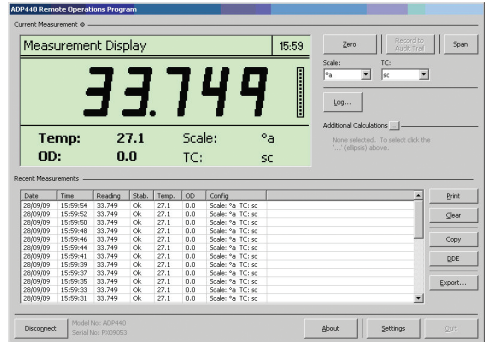 ADP440 Remote Operations Program
Current Measurement
Measurement Display 15:59
33.749
Temp: 27.1 Scale: °a
OD: 0.0 TC: sc
Zero
Record to Audit Trail
Span
Scale: TC:
°a sc
Log...
Additional Calculations ...
None selected. To select click the
'...' (ellipsis) above.
Recent Measurements
Date Time Reading Stab. Temp. OD Config
28/09/09 15:59:54 33.749 Ok 27.1 0.0 Scale: °a TC: sc
28/09/09 15:59:52 33.749 Ok 27.1 0.0 Scale: °a TC: sc
28/09/09 15:59:50 33.749 Ok 27.1 0.0 Scale: °a TC: sc
28/09/09 15:59:48 33.749 Ok 27.1 0.0 Scale: °a TC: sc
28/09/09 15:59:46 33.749 Ok 27.1 0.0 Scale: °a TC: sc
28/09/09 15:59:44 33.749 Ok 27.1 0.0 Scale: °a TC: sc
28/09/09 15:59:41 33.749 Ok 27.1 0.0 Scale: °a TC: sc
28/09/09 15:59:39 33.749 Ok 27.1 0.0 Scale: °a TC: sc
28/09/09 15:59:37 33.749 Ok 27.1 0.0 Scale: °a TC: sc
28/09/09 15:59:35 33.749 Ok 27.1 0.0 Scale: °a TC: sc
28/09/09 15:59:33 33.749 Ok 27.1 0.0 Scale: °a TC: sc
28/09/09 15:59:31 33.749 Ok 27.1 0.0 Scale: °a TC: sc
Print
Clear
Copy
DDE
Export...
Disconnect
Model No: ADP440
Serial No: PX09053
About
Settings
Quit